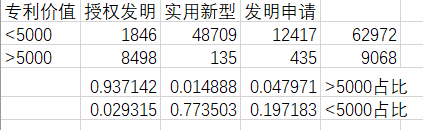 专利价值 授权发明 实用新型 发明申请
<5000 1846 48709 12417 62972
>5000 8498 135 435 9068
0.937142 0.014888 0.047971 >5000占比
0.029315 0.773503 0.197183 <5000占比